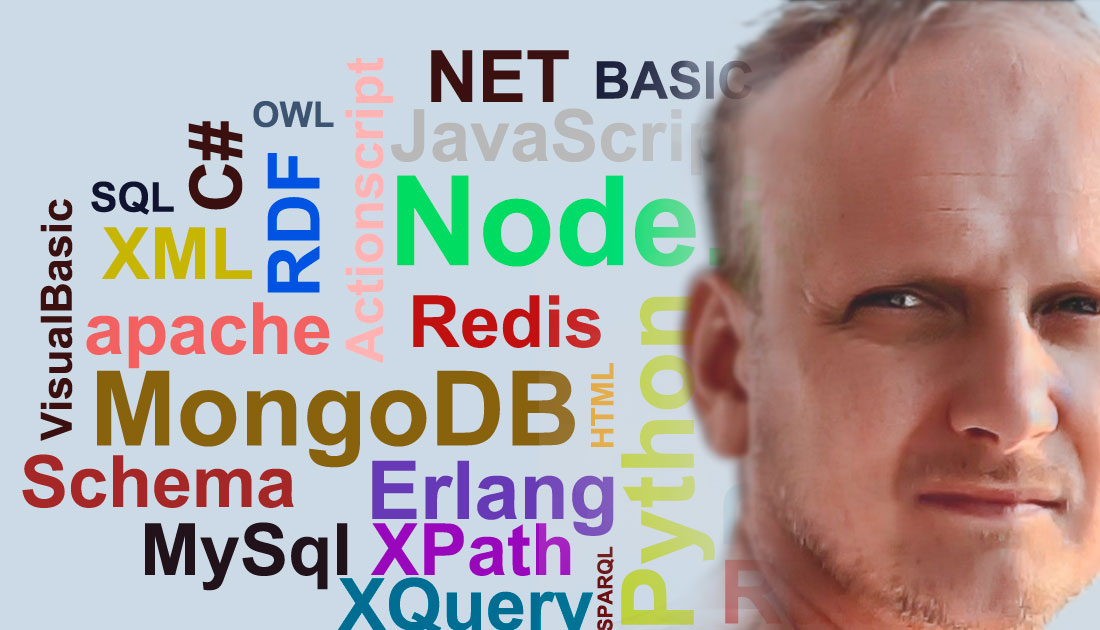 NET
BASIC
OWL
Actionscript
JavaScrip
C#
SQL
RDF
Node.
XML
VisualBasic
apache
Redis
Python
MongoDB
HTML
Schema
Erlang
MySql
XPath
SPARQL
XQuery
R